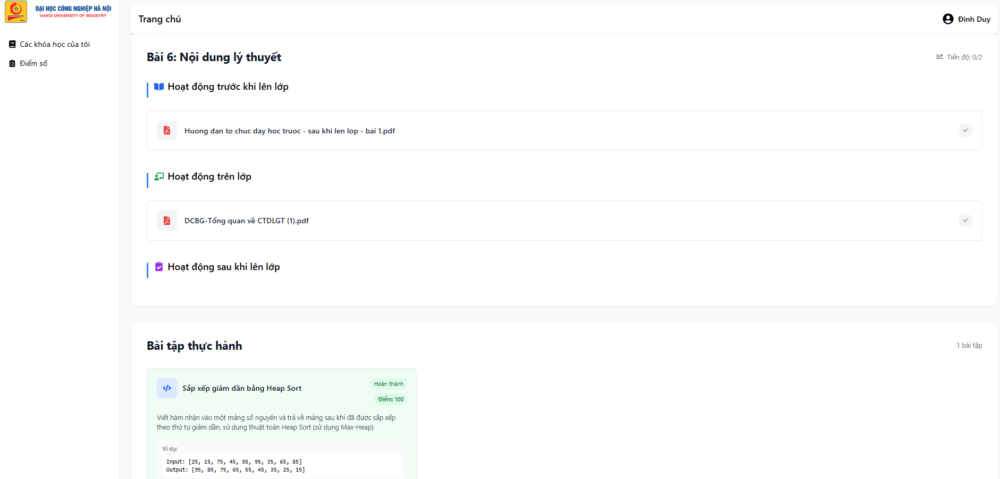 ĐẠI HỌC CÔNG NGHIỆP HÀ NỘI
HANOI UNIVERSITY OF INDUSTRY
Các khóa học của tôi
Điểm số
Trang chủ
Đinh Duy
Bài 6: Nội dung lý thuyết
Tiến độ: 0/2
Hoạt động trước khi lên lớp
Huong dan to chuc day hoc truoc - sau khi len lop - bai 1.pdf
Hoạt động trên lớp
DCBG-Tổng quan về CTDLGT (1).pdf
Hoạt động sau khi lên lớp
Bài tập thực hành
1 bài tập
Sắp xếp giảm dần bằng Heap Sort
Hoàn thành
Điểm: 100
Viết hàm nhận vào một mảng số nguyên và trả về mảng sau khi đã được sắp xếp
theo thứ tự giảm dần, sử dụng thuật toán Heap Sort (sử dụng Max-Heap)
Ví dụ:
Input: [25, 15, 75, 45, 55, 95, 35, 65, 85]
Output: [95, 85, 75, 65, 55, 45, 35, 25, 15]